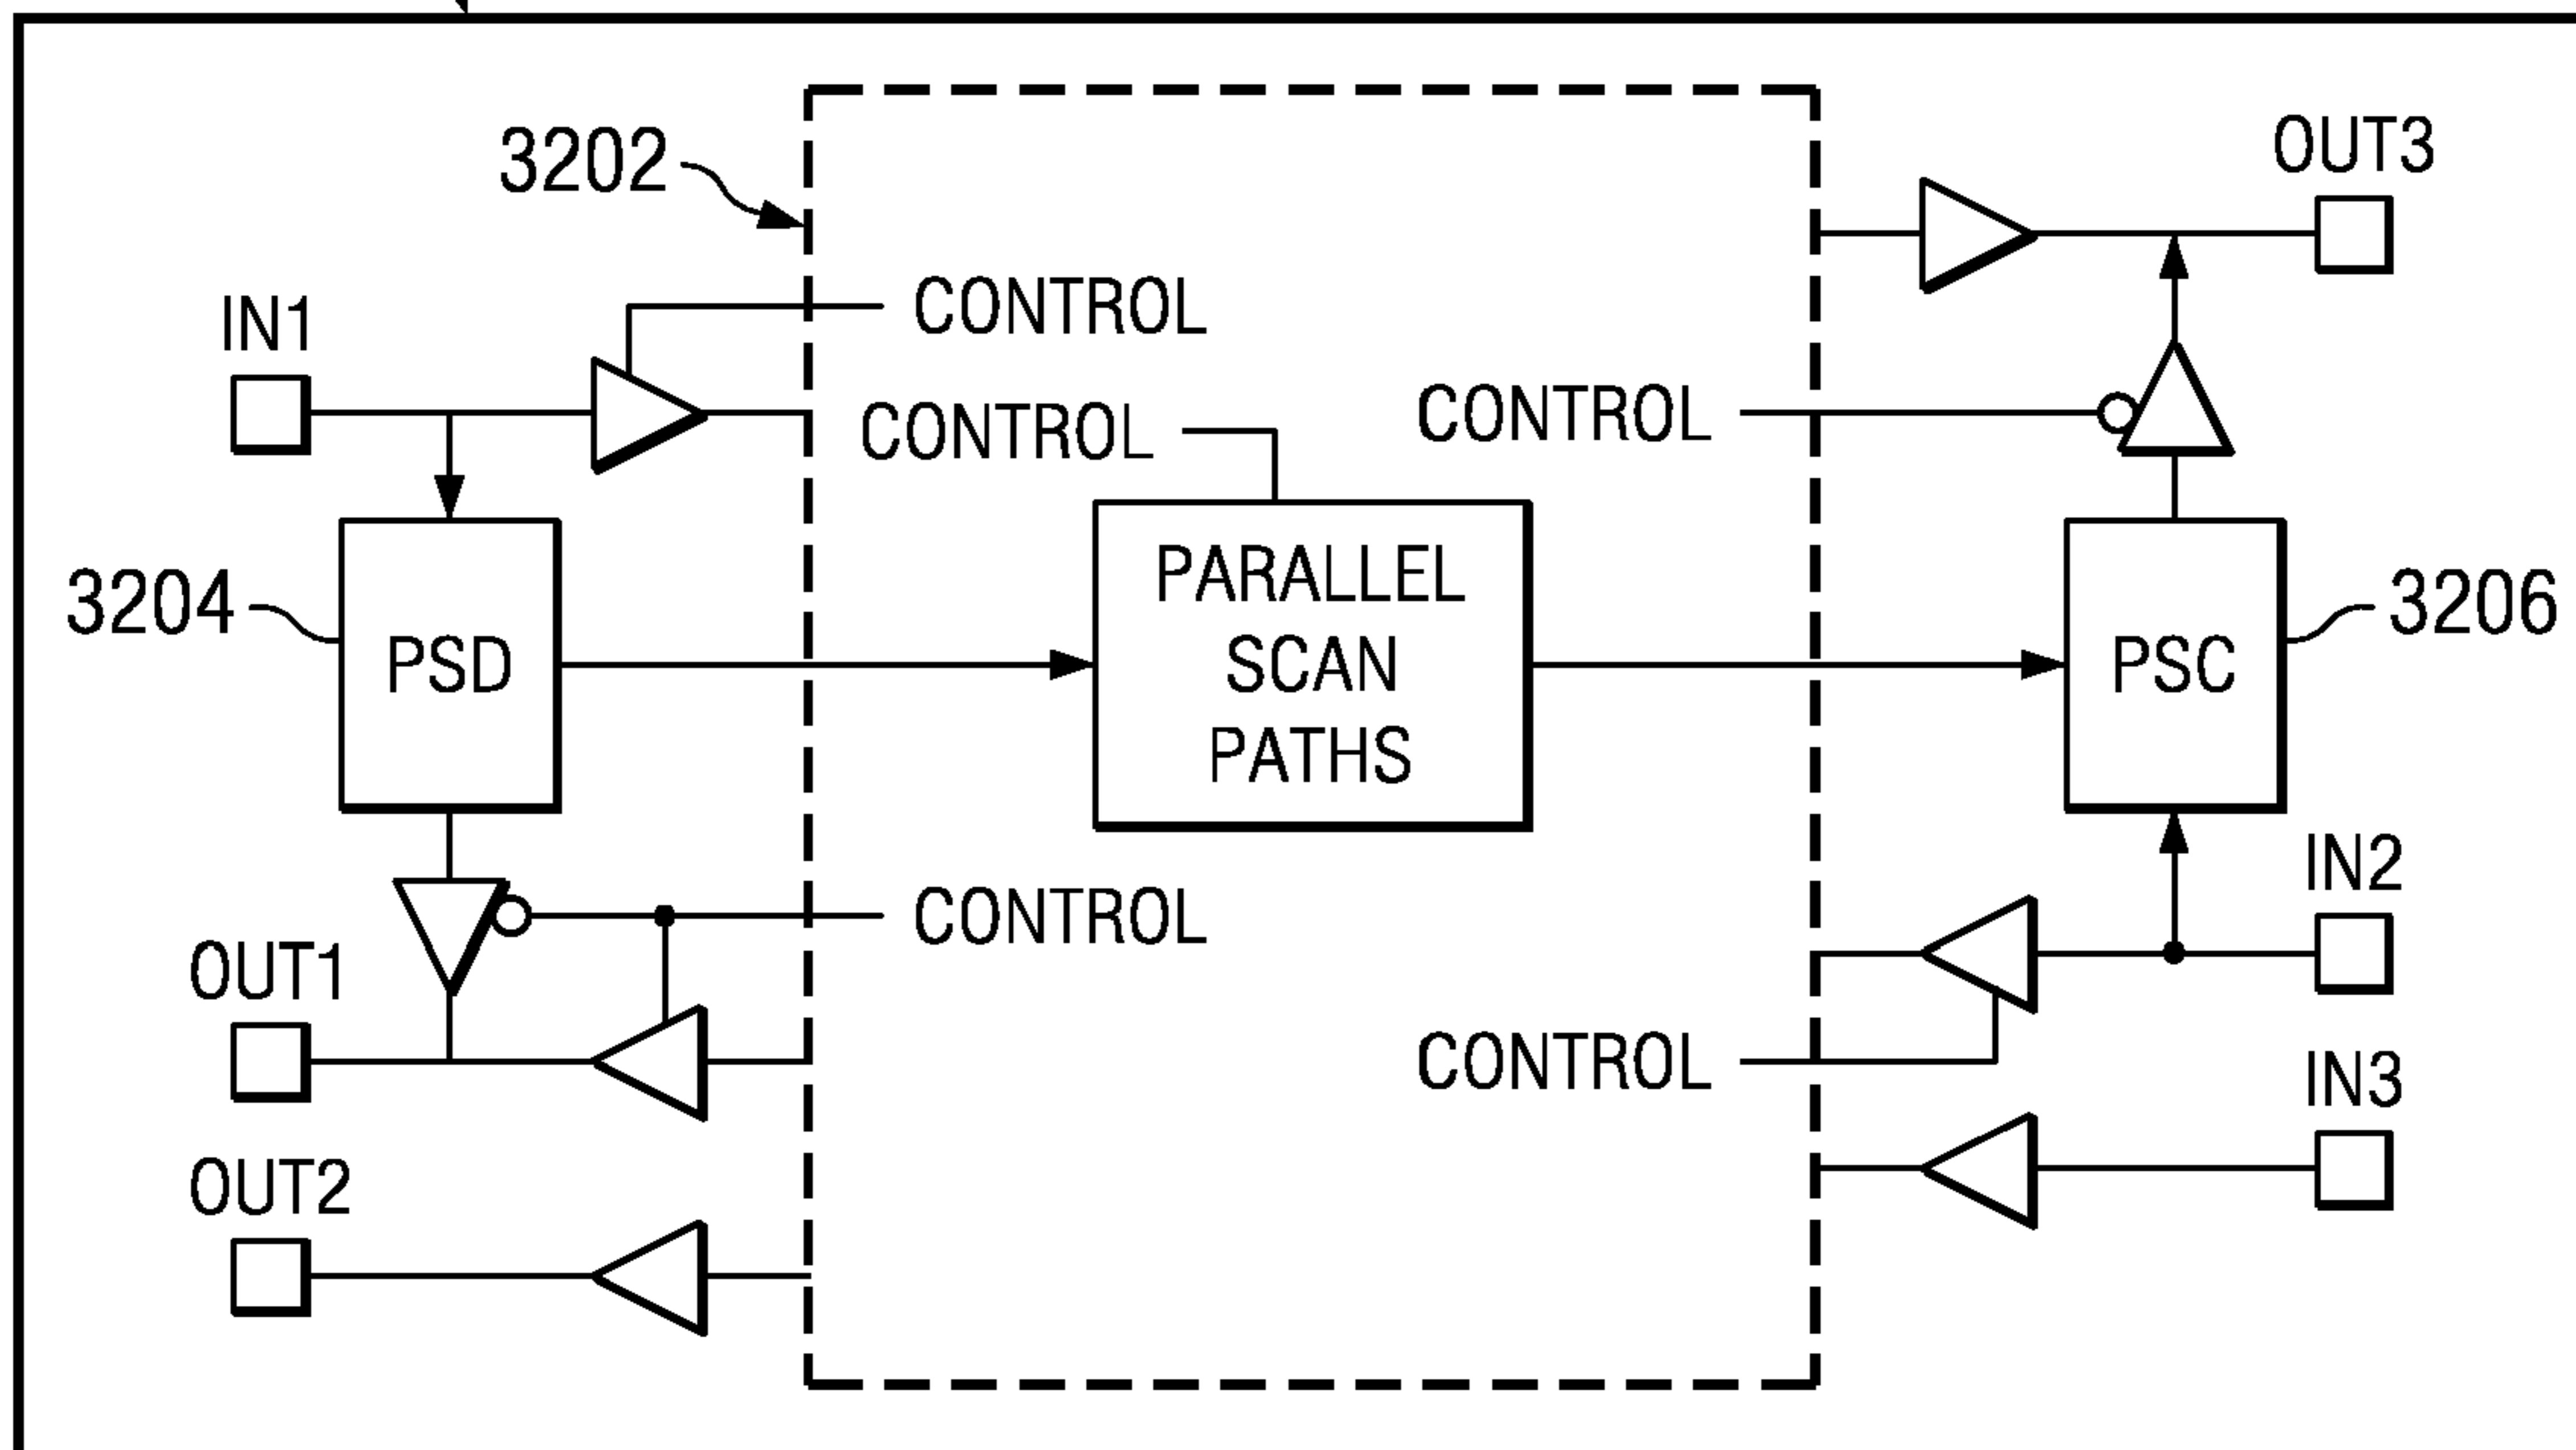 3202
OUT3
IN1
CONTROL
CONTROL
CONTROL
3204
PSD
PARALLEL
SCAN
PATHS
PSC
3206
CONTROL
IN2
OUT1
CONTROL
IN3
OUT2